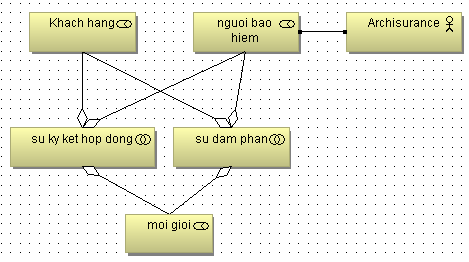 Khach hang
nguoi bao
hiem
Archisurance
su ky ket hop dong
su dam phan
moi gioi